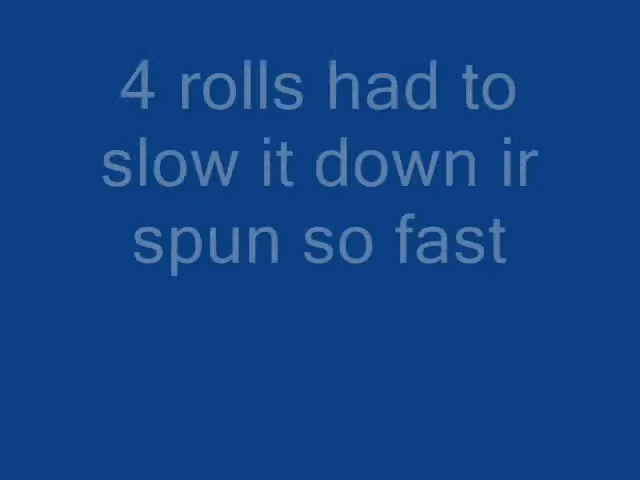 4 rolls had to
slow it down ir
spun so fast